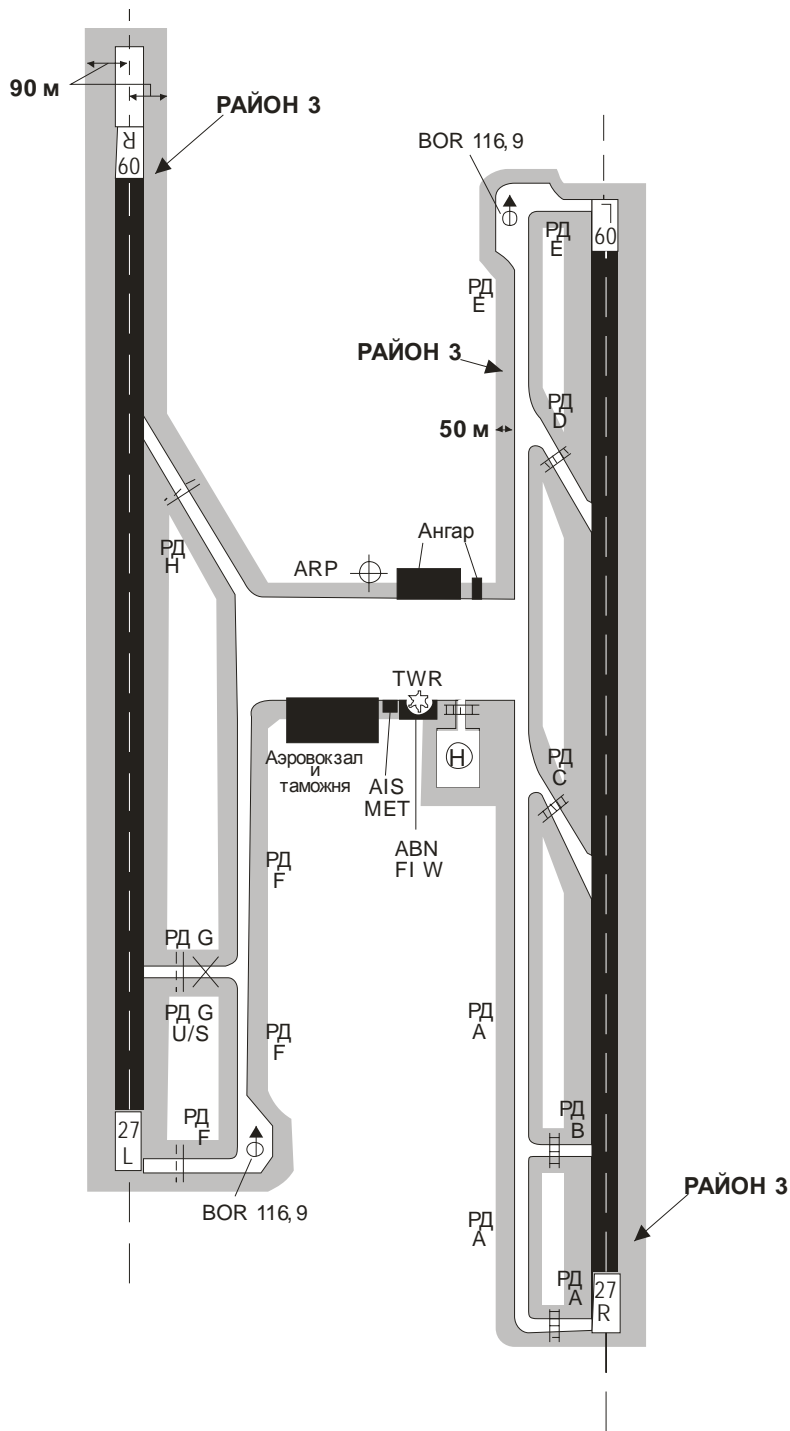 90 м
РАЙОН 3
R
09
BOR 116,9
L
60
РД
E
РД
E
РАЙОН 3
РД
D
50 м
Ангар
ARP
РД
H
TWR
РД
C
Аэровокзал
и
таможня
AIS
MET
ABN
FI W
H
РД
F
РД G
РД G
U/S
РД
F
РД
A
27
L
РД
F
РД
B
BOR 116,9
РД
A
РАЙОН 3
РД
A
27
R